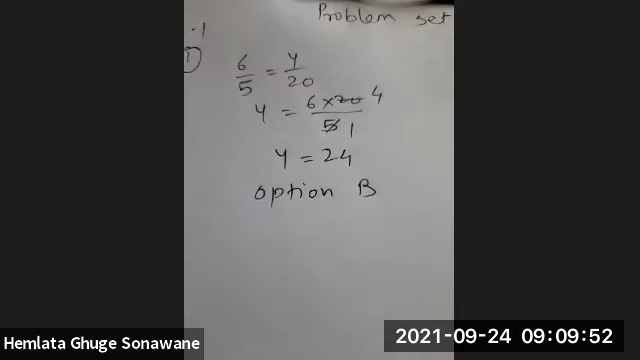 Problem set
.1
1
6/5 = y/20
y = 6 x 20 4 / 5 1
y = 24
option B
Hemlata Ghuge Sonawane
2021-09-24 09:09:52